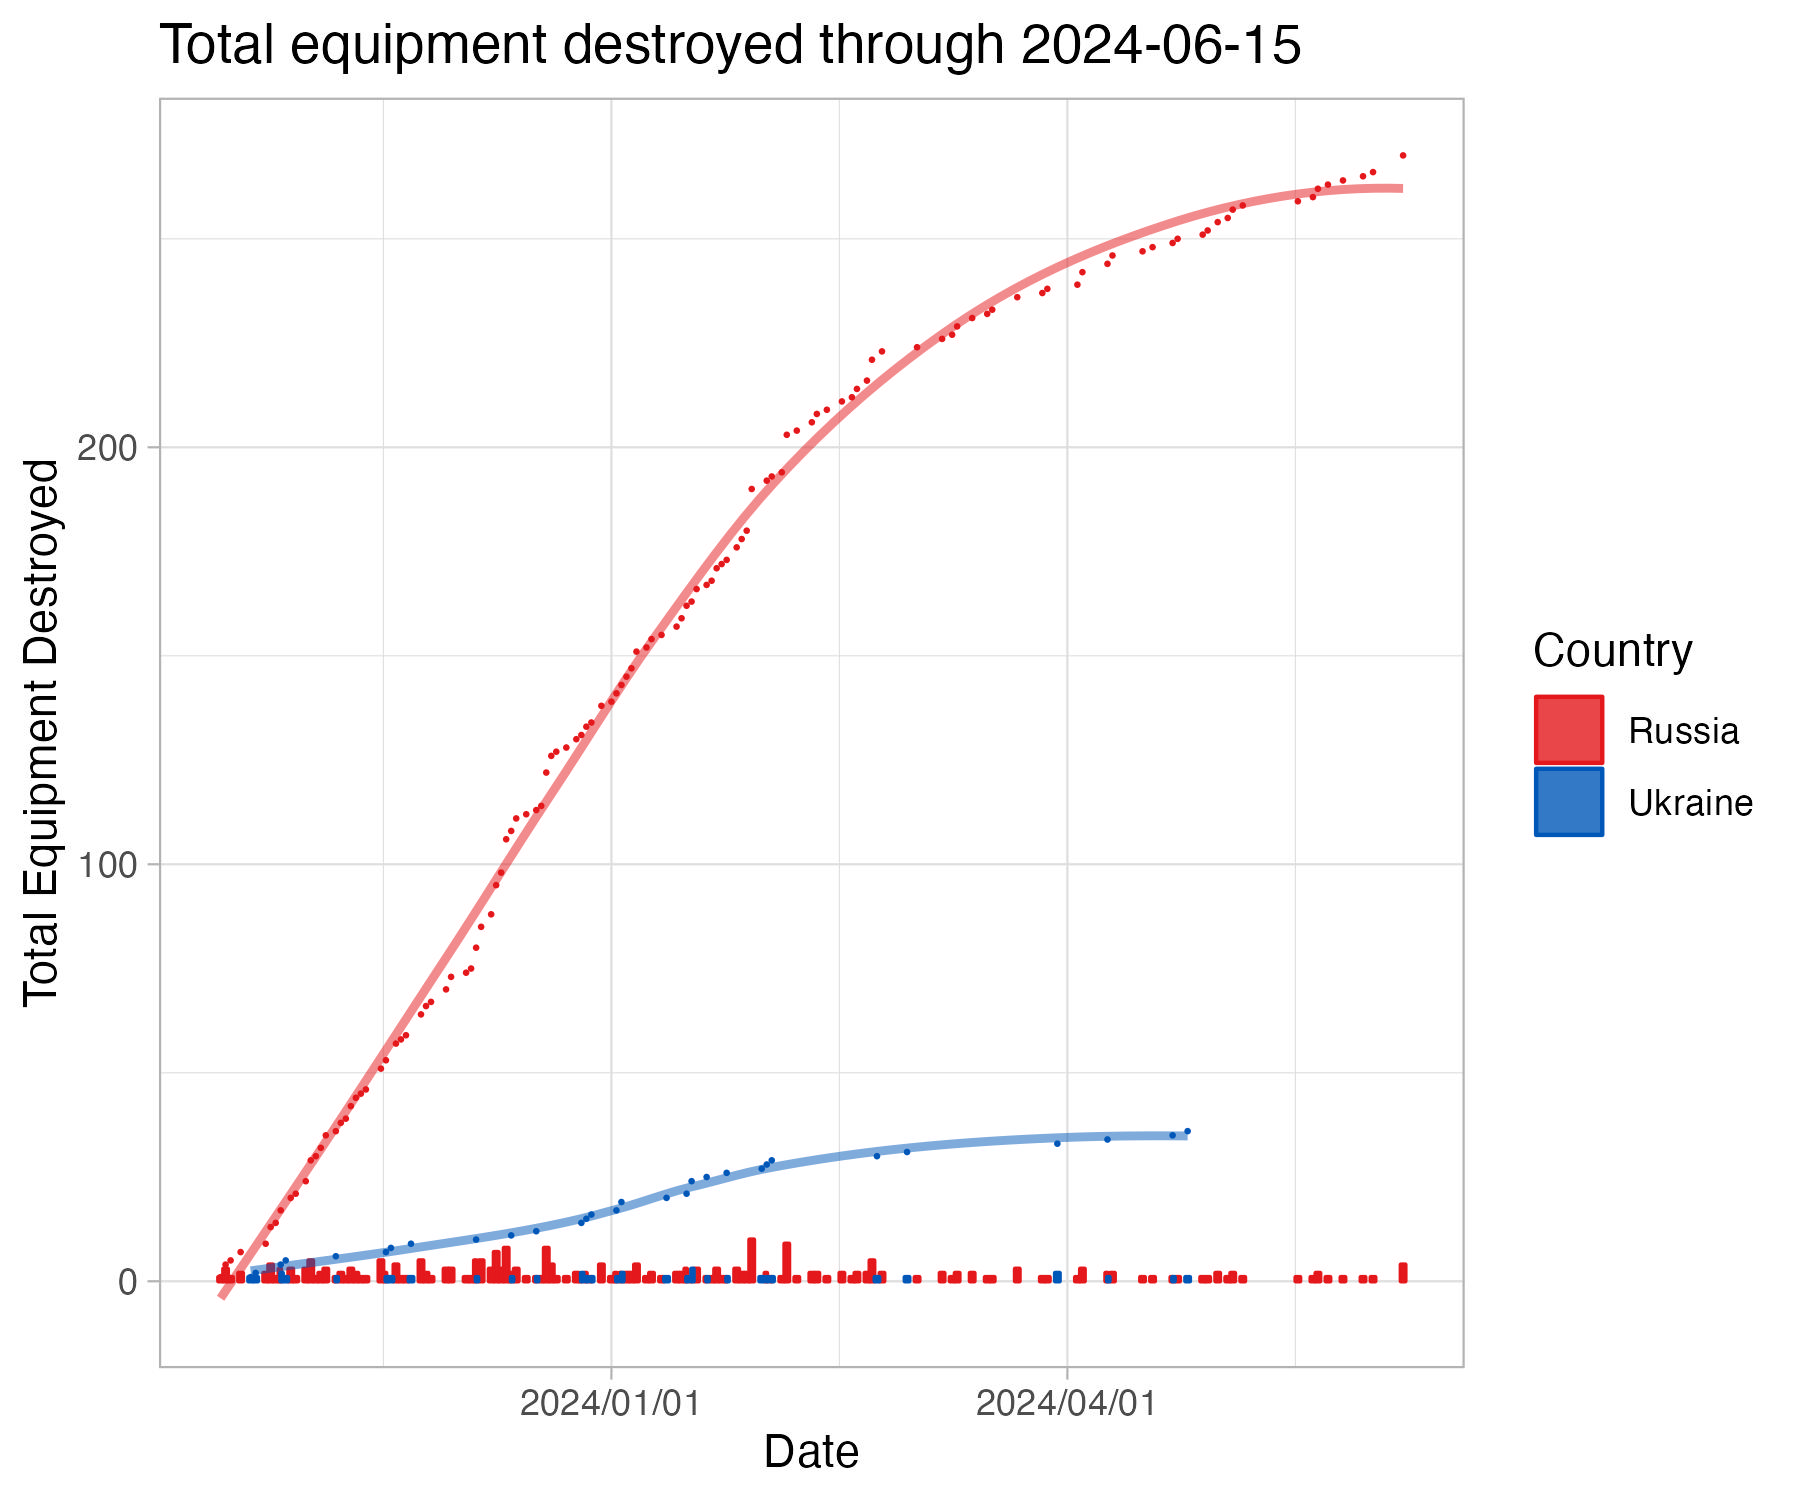 Total equipment destroyed through 2024-06-15
Total Equipment Destroyed
200
100
0
2024/01/01
2024/04/01
Date
Country
Russia
Ukraine